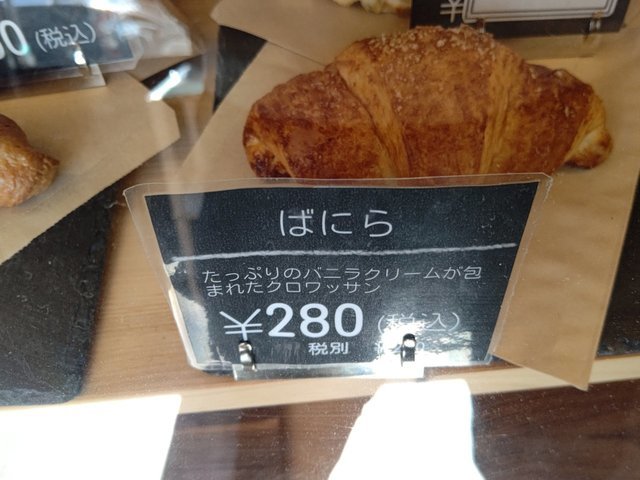 0 (税込)
¥
ばにら
たっぷりのバニラクリームが包
まれたクロワッサン
¥280 (税込)
税別